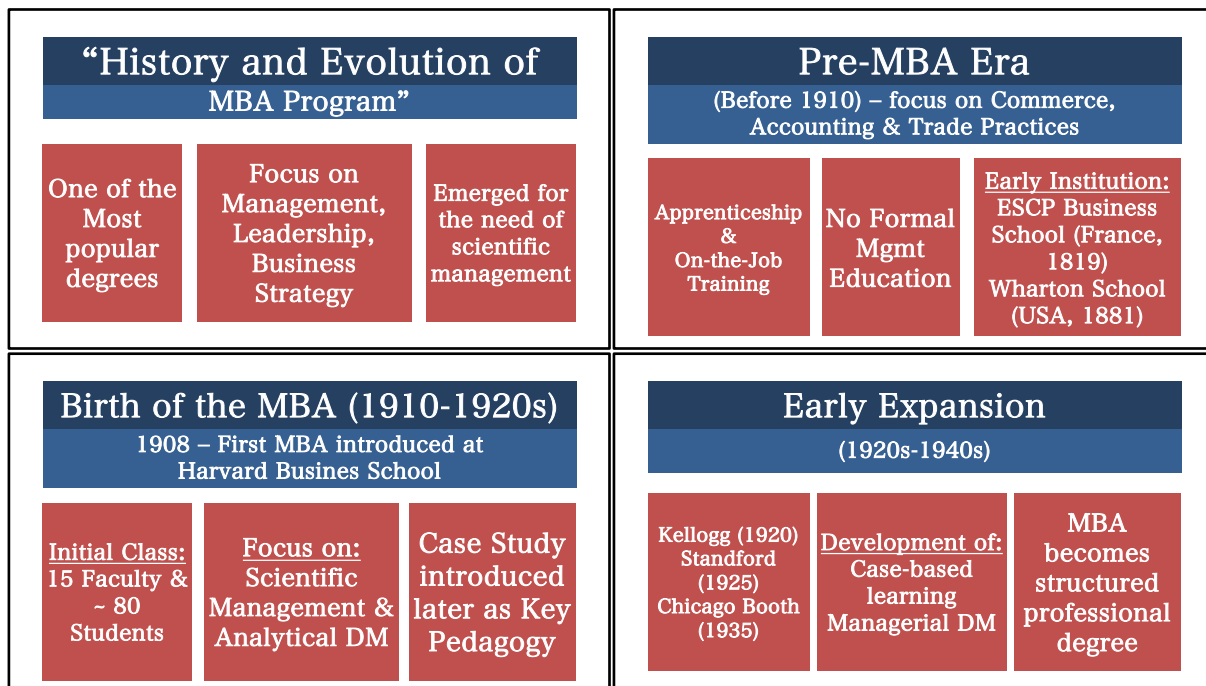 “History and Evolution of
MBA Program”
One of the
Most
popular
degrees
Focus on
Management,
Leadership,
Business
Strategy
Emerged for
the need of
scientific
management
Pre-MBA Era
(Before 1910) – focus on Commerce,
Accounting & Trade Practices
Apprenticeship
&
On-the-Job
Training
No Formal
Mgmt
Education
Early Institution:
ESCP Business
School (France,
1819)
Wharton School
(USA, 1881)
Birth of the MBA (1910-1920s)
1908 – First MBA introduced at
Harvard Busines School
Initial Class:
15 Faculty &
~ 80
Students
Focus on:
Scientific
Management &
Analytical DM
Case Study
introduced
later as Key
Pedagogy
Early Expansion
(1920s-1940s)
Kellogg (1920)
Standford
(1925)
Chicago Booth
(1935)
Development of:
Case-based
learning
Managerial DM
MBA
becomes
structured
professional
degree